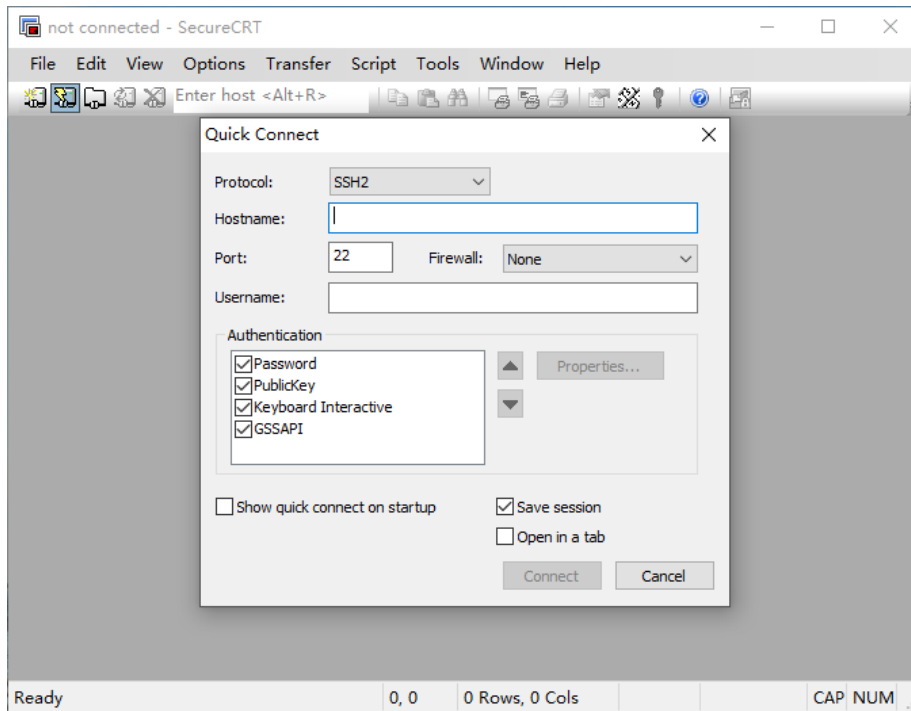 not connected - SecureCRT
File Edit View Options Transfer Script Tools Window Help
Enter host <Alt+R>
Quick Connect
Protocol: SSH2
Hostname:
Port: 22 Firewall: None
Username:
Authentication
Password
PublicKey
Keyboard Interactive
GSSAPI
Properties...
Show quick connect on startup
Save session
Open in a tab
Connect Cancel
Ready 0, 0 0 Rows, 0 Cols CAP NUM